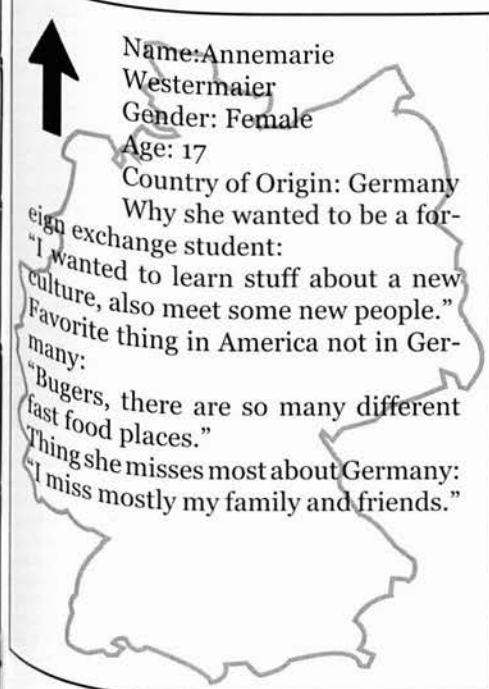 Name:Annemarie
Westermaier
Gender: Female
Age: 17
Country of Origin: Germany
Why she wanted to be a for-
eign exchange student:
“I wanted to learn stuff about a new
culture, also meet some new people.”
Favorite thing in America not in Ger-
many:
“Bugers, there are so many different
fast food places.”
Thing she misses most about Germany:
“I miss mostly my family and friends.”